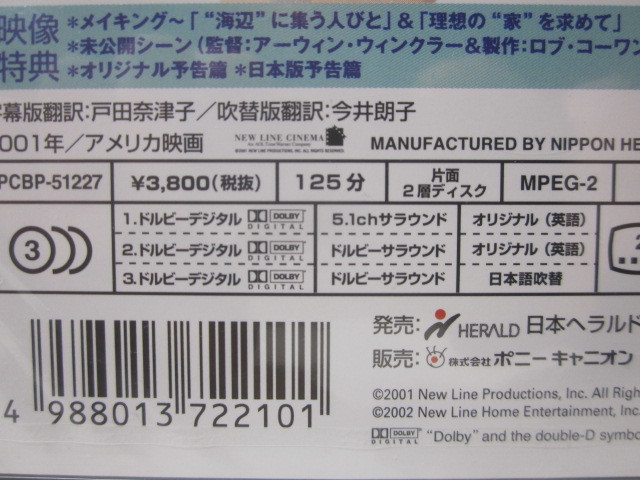 映像 *メイキング〜「“海辺”に集う人びと」&「理想の“家”を求めて」
特典 *未公開シーン(監督:アーウィン・ウィンクラー&製作:ロブ・コーワン
*オリジナル予告篇 *日本版予告篇
字幕版翻訳:戸田奈津子/吹替版翻訳:今井朗子
2001年/アメリカ映画 NEW LINE CINEMA MANUFACTURED BY NIPPON HE
An AOL Time Warner Company
PCBP-51227 ¥3,800(税抜) 125分 片面2層ディスク MPEG-2
3))) 1.ドルビーデジタル DOLBY DIGITAL 5.1chサラウンド オリジナル(英語)
2.ドルビーデジタル DOLBY DIGITAL ドルビーサラウンド オリジナル(英語)
3.ドルビーデジタル DOLBY DIGITAL ドルビーサラウンド 日本語吹替
発売: HERALD 日本ヘラルド
販売: 株式会社 ポニーキャニオン
4 988013 722101
©2001 New Line Productions, Inc. All Righ
©2002 New Line Home Entertainment, Inc.
DOLBY DIGITAL “Dolby” and the double-D symbo